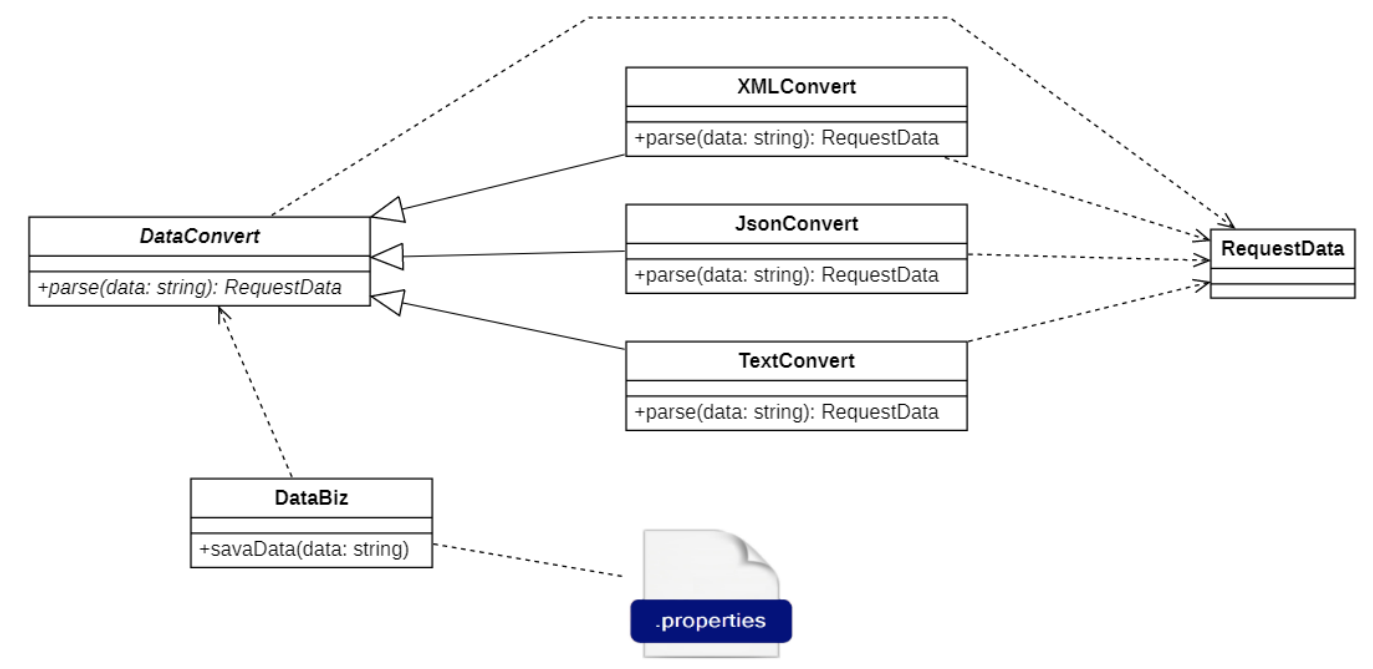 XMLConvert
+parse(data: string): RequestData
DataConvert
+parse(data: string): RequestData
JsonConvert
+parse(data: string): RequestData
RequestData
TextConvert
+parse(data: string): RequestData
DataBiz
+savaData(data: string)
.properties